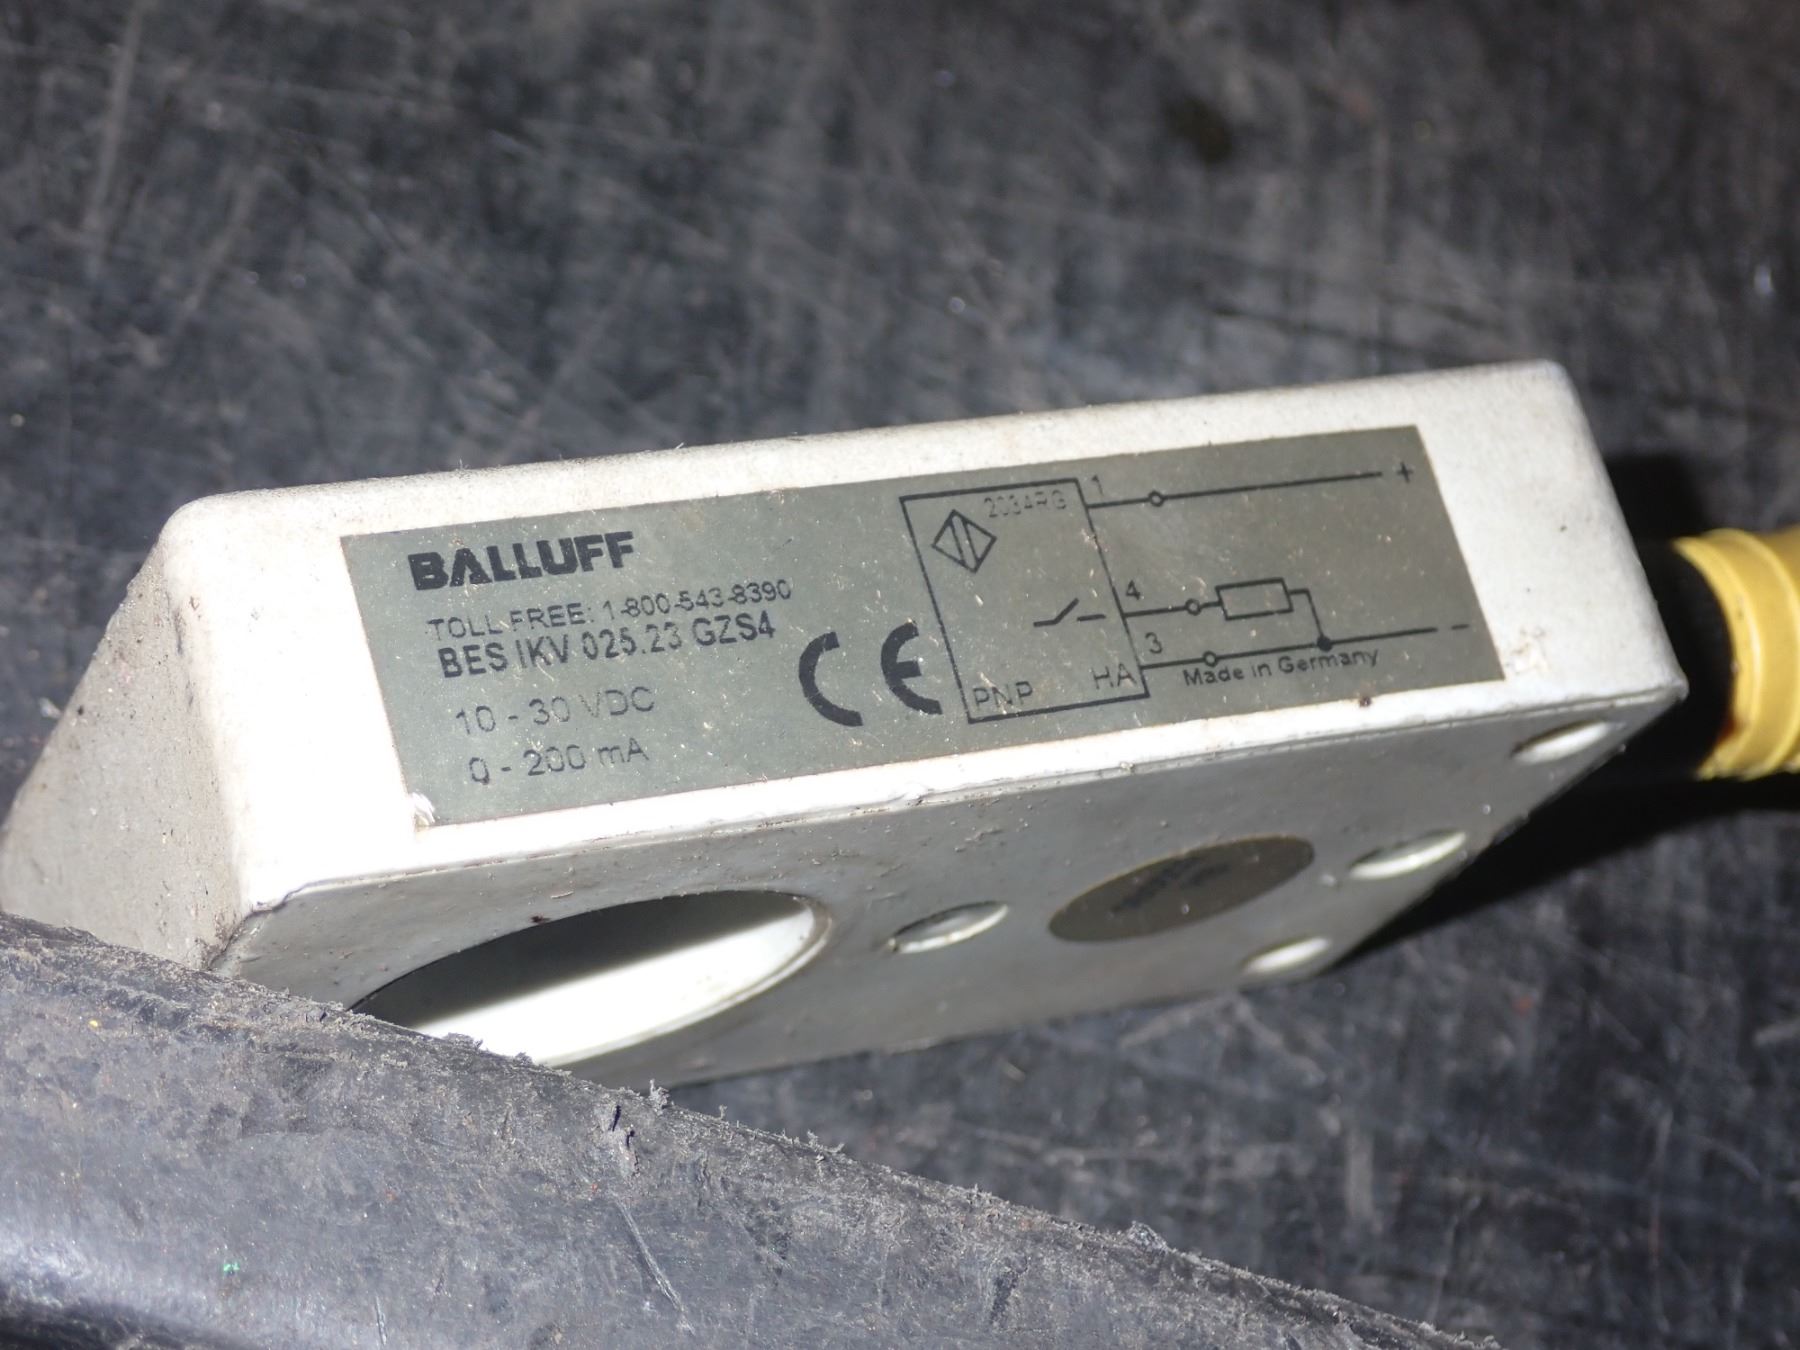 BALLUFF
TOLL FREE: 1-800-543-8390
BES IKV 025.23 GZS4
10 - 30 VDC
0 - 200 mA
CE
2034RG
1
+
4
3
-
PNP
HA
Made in Germany